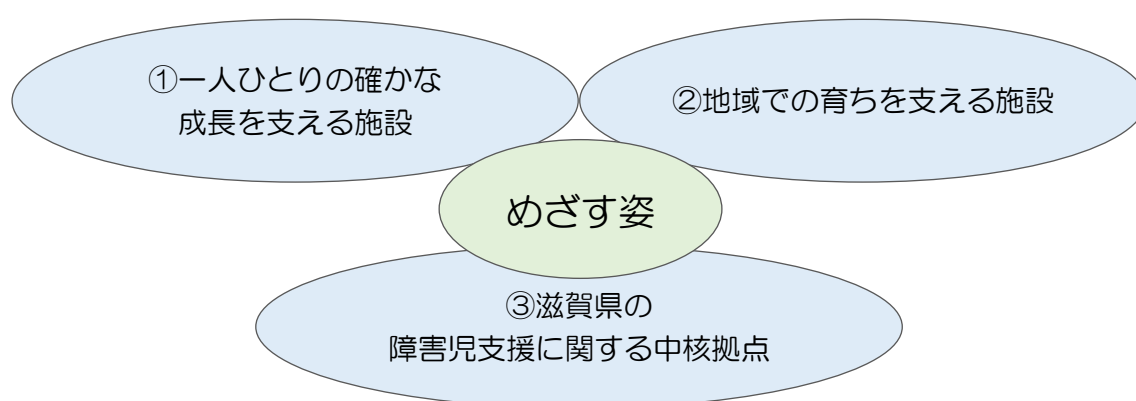 ①一人ひとりの確かな
成長を支える施設
②地域での育ちを支える施設
めざす姿
③滋賀県の
障害児支援に関する中核拠点